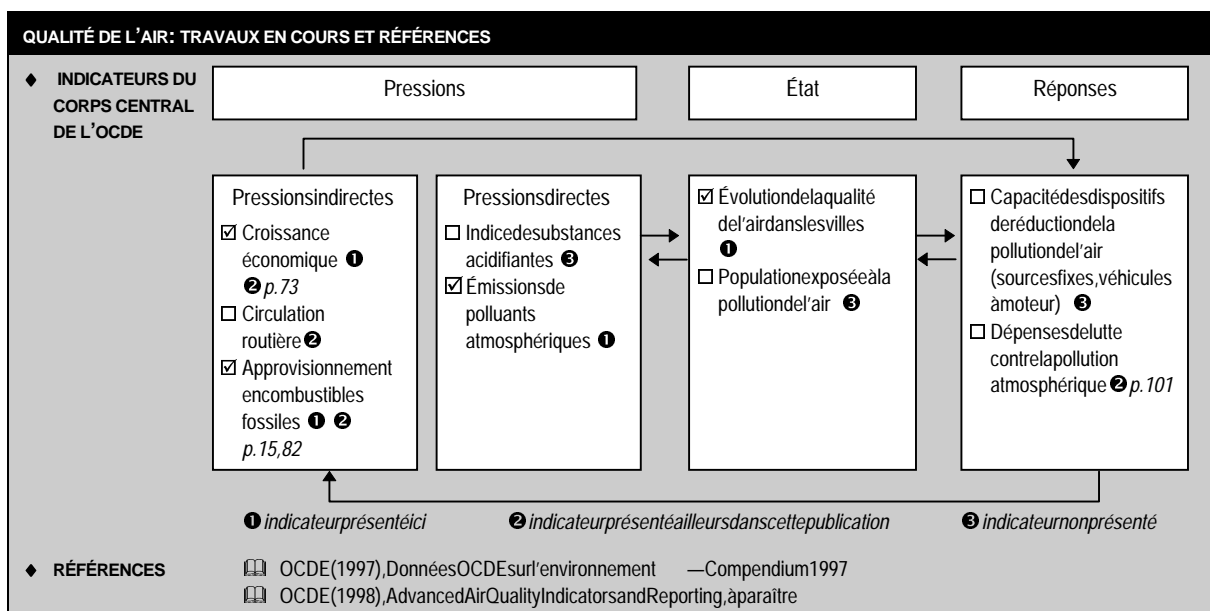 QUALITÉ DE L'AIR: TRAVAUX EN COURS ET RÉFÉRENCES
♦ INDICATEURS DU
CORPS CENTRAL
DE L'OCDE
Pressions
État
Réponses
Pressionsindirectes
☑ Croissance
économique ❶
❷ p.73
☐ Circulation
routière❷
☑ Approvisionnement
encombustibles
fossiles ❶ ❷
p.15,82
Pressionsdirectes
☐ Indicedesubstances
acidifiantes ❸
☑ Émissionsde
polluants
atmosphériques ❶
☑ Évolutiondelaqualité
del'airdanslesvilles
❶
☐ Populationexposéeàla
pollutiondel'air ❸
☐ Capacitédesdispositifs
deréductiondela
pollutiondel'air
(sourcesfixes,véhicules
àmoteur) ❸
☐ Dépensesdelutte
contrelapollution
atmosphérique ❷ p.101
❶ indicateurprésentéici
❷ indicateurprésentéailleursdanscettepublication
❸ indicateurnonprésenté
♦ RÉFÉRENCES
OCDE(1997),DonnéesOCDEsurl'environnement —Compendium1997
OCDE(1998),AdvancedAirQualityIndicatorsandReporting,àparaître